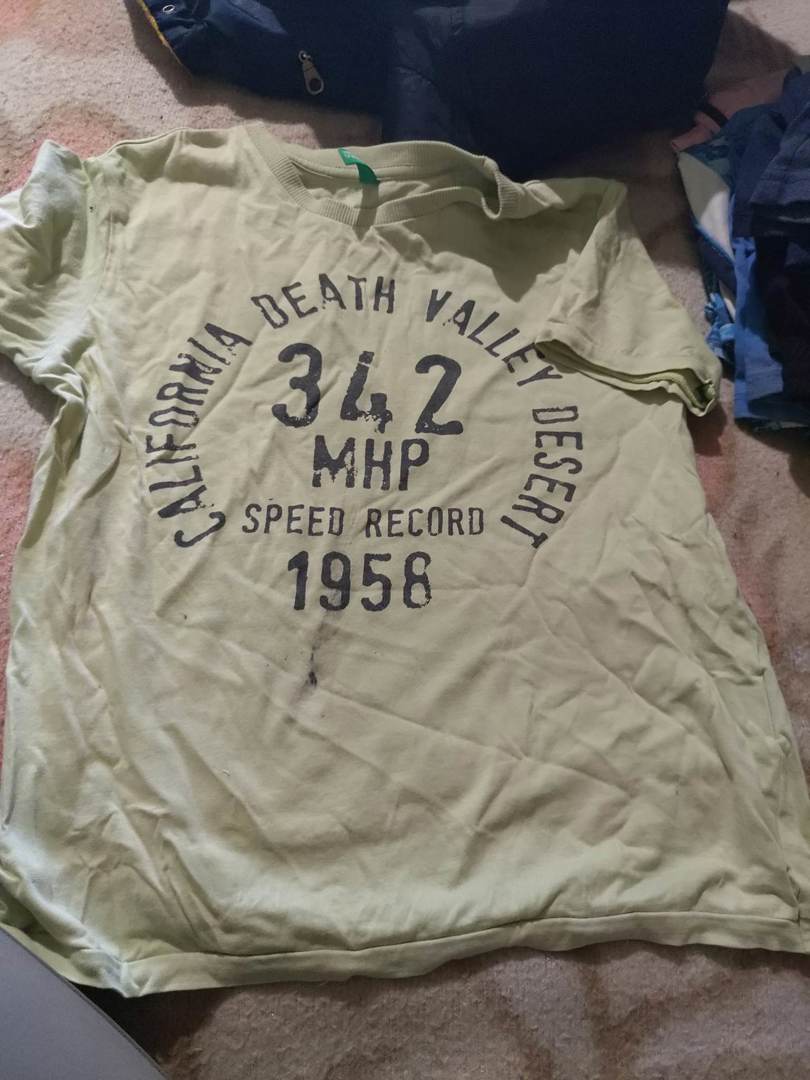 CALIFORNIA DEATH VALLEY DESERT
342
MHP
SPEED RECORD
1958